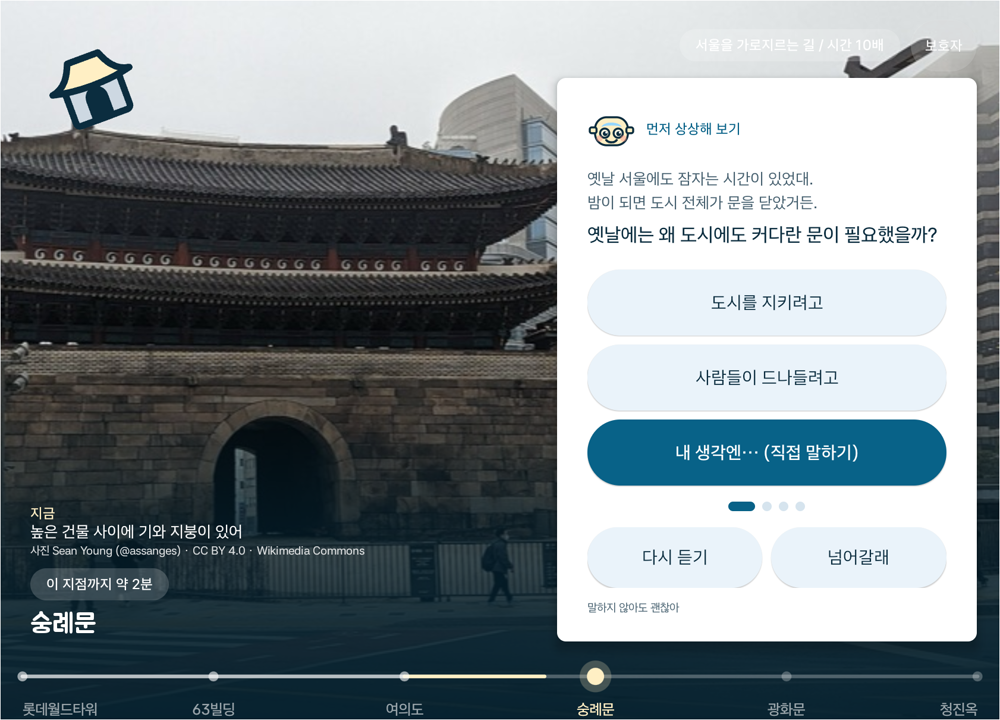 서울을 가로지르는 길 / 시간 10배
보호자
먼저 상상해 보기
옛날 서울에도 잠자는 시간이 있었대.
밤이 되면 도시 전체가 문을 닫았거든.
옛날에는 왜 도시에도 커다란 문이 필요했을까?
도시를 지키려고
사람들이 드나들려고
내 생각엔… (직접 말하기)
다시 듣기
넘어갈래
말하지 않아도 괜찮아
지금
높은 건물 사이에 기와 지붕이 있어
사진 Sean Young (@assanges) · CC BY 4.0 · Wikimedia Commons
이 지점까지 약 2분
숭례문
롯데월드타워
63빌딩
여의도
숭례문
광화문
청진옥